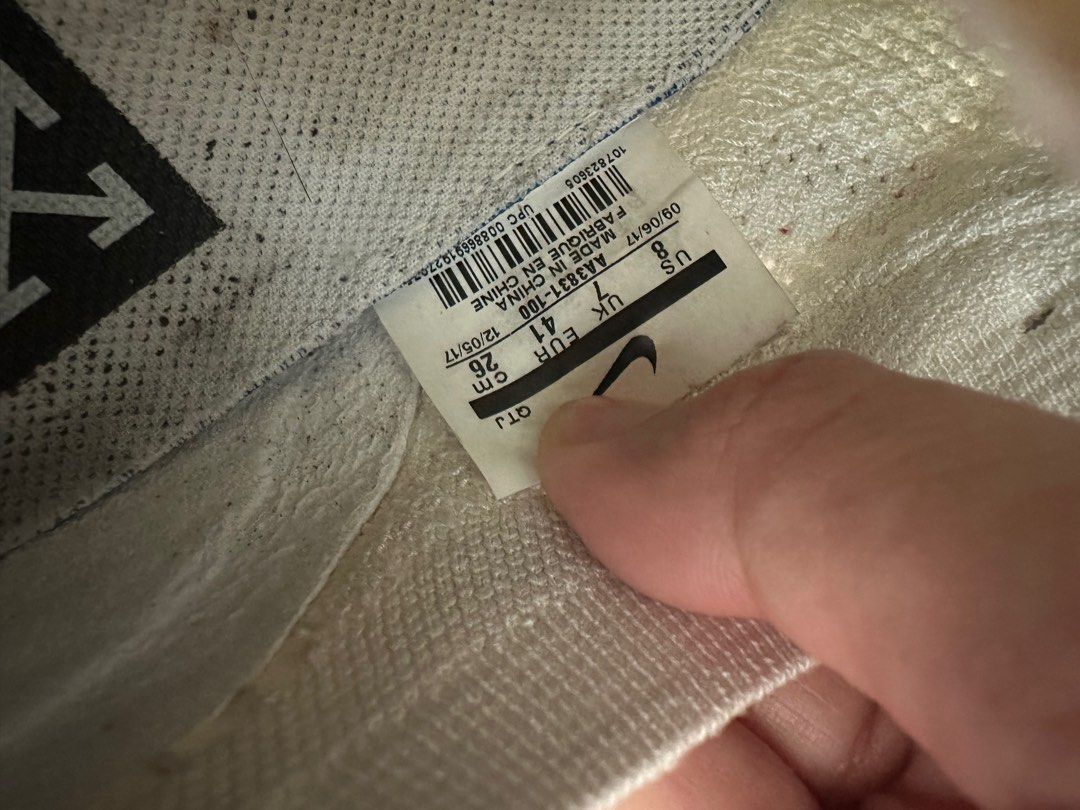 QTJ
US UK EUR cm
8 7 41 26
09/06/17 12/05/17
AA3831-100
MADE IN CHINA
FABRIQUE EN CHINE
UPC
107823605